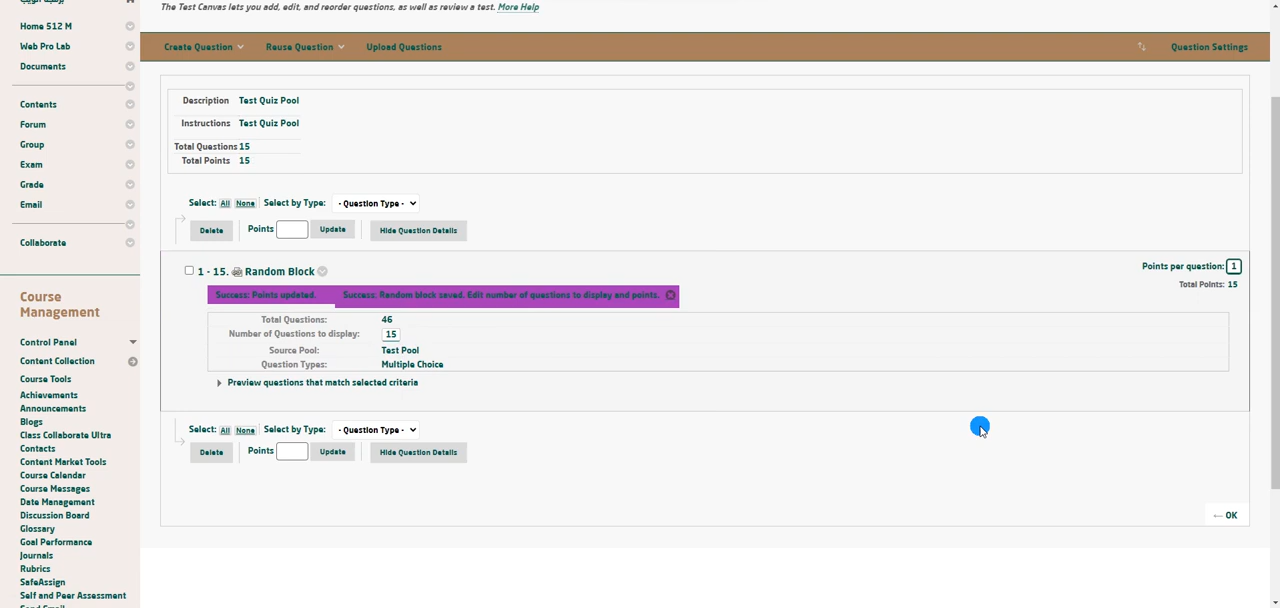 The Test Canvas lets you add, edit, and reorder questions, as well as review a test. More Help
Home 512 M
Web Pro Lab
Documents
Contents
Forum
Group
Exam
Grade
Email
Collaborate
Course
Management
Control Panel
Content Collection
Course Tools
Achievements
Announcements
Blogs
Class Collaborate Ultra
Contacts
Content Market Tools
Course Calendar
Course Messages
Date Management
Discussion Board
Glossary
Goal Performance
Journals
Rubrics
SafeAssign
Self and Peer Assessment
Send Email
Create Question
Reuse Question
Upload Questions
Question Settings
Description Test Quiz Pool
Instructions Test Quiz Pool
Total Questions 15
Total Points 15
Select: All None Select by Type: - Question Type -
Delete Points Update Hide Question Details
1 - 15. Random Block
Points per question: 1
Total Points: 15
Success: Points updated.
Success: Random block saved. Edit number of questions to display and points.
Total Questions: 46
Number of Questions to display: 15
Source Pool: Test Pool
Question Types: Multiple Choice
Preview questions that match selected criteria
Select: All None Select by Type: - Question Type -
Delete Points Update Hide Question Details
← OK